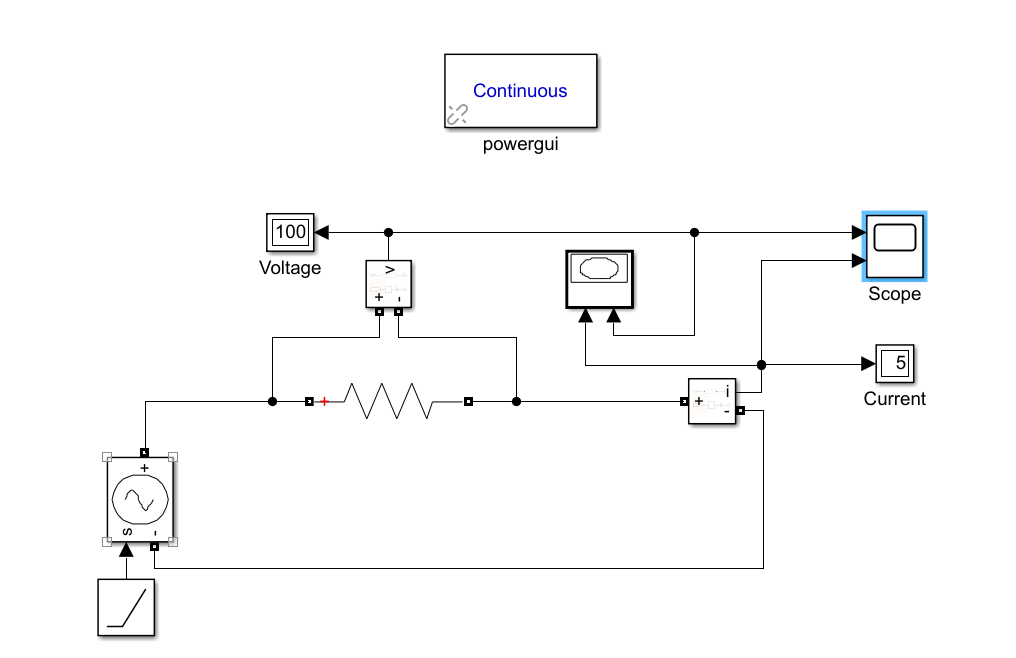 Continuous
powergui
100
Voltage
v
+ -
Scope
5
Current
i
+
-
+
s -